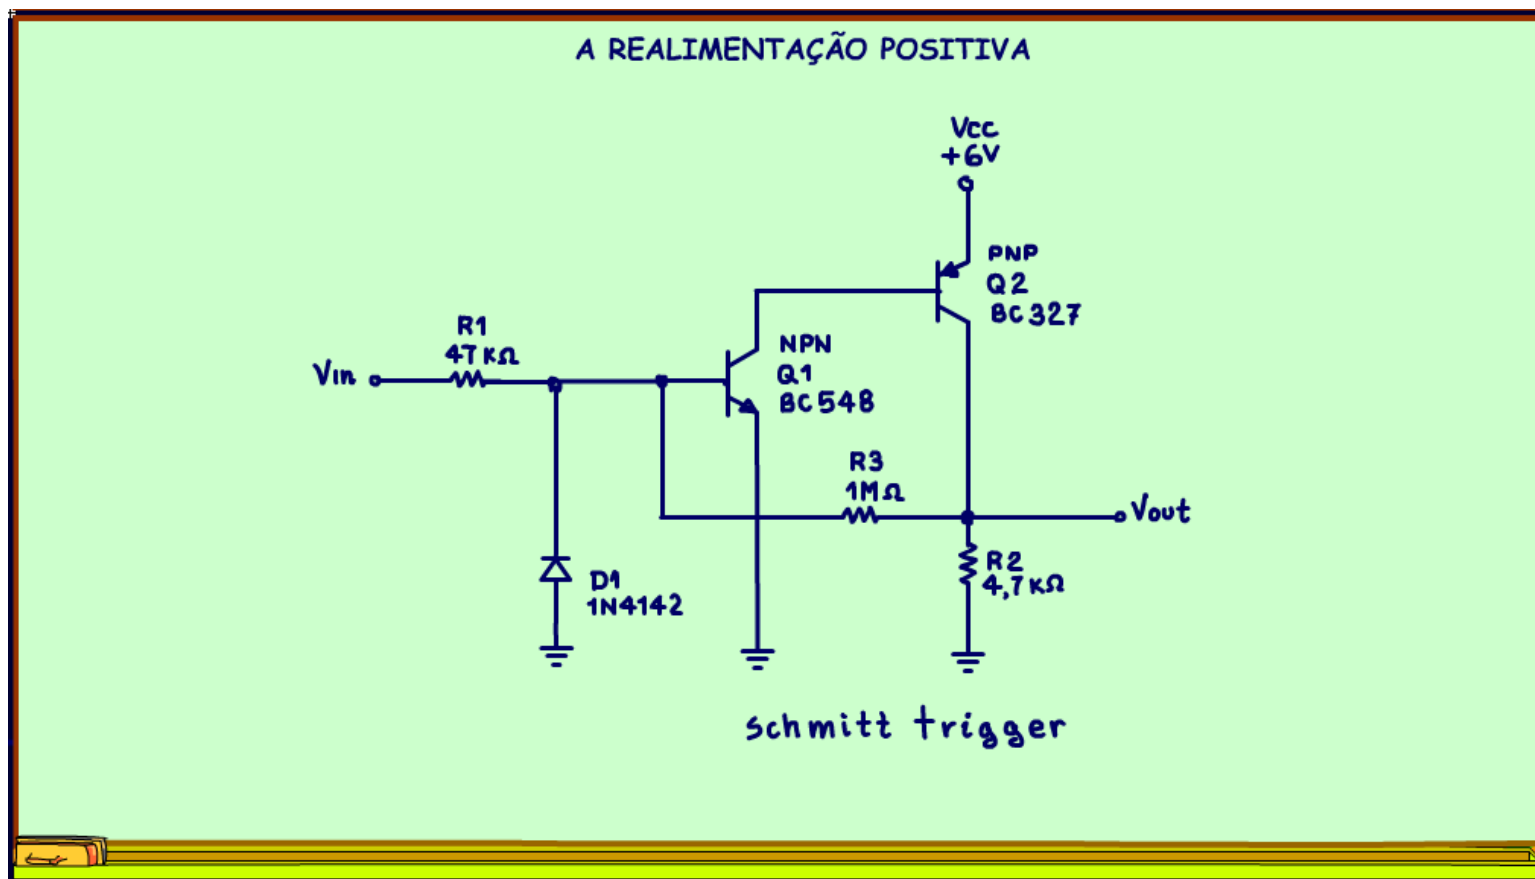 A REALIMENTAÇÃO POSITIVA
Vcc
+6V
PNP
Q2
BC327
R1
47KΩ
Vin
NPN
Q1
BC548
R3
1MΩ
Vout
D1
1N4142
R2
4,7KΩ
schmitt trigger